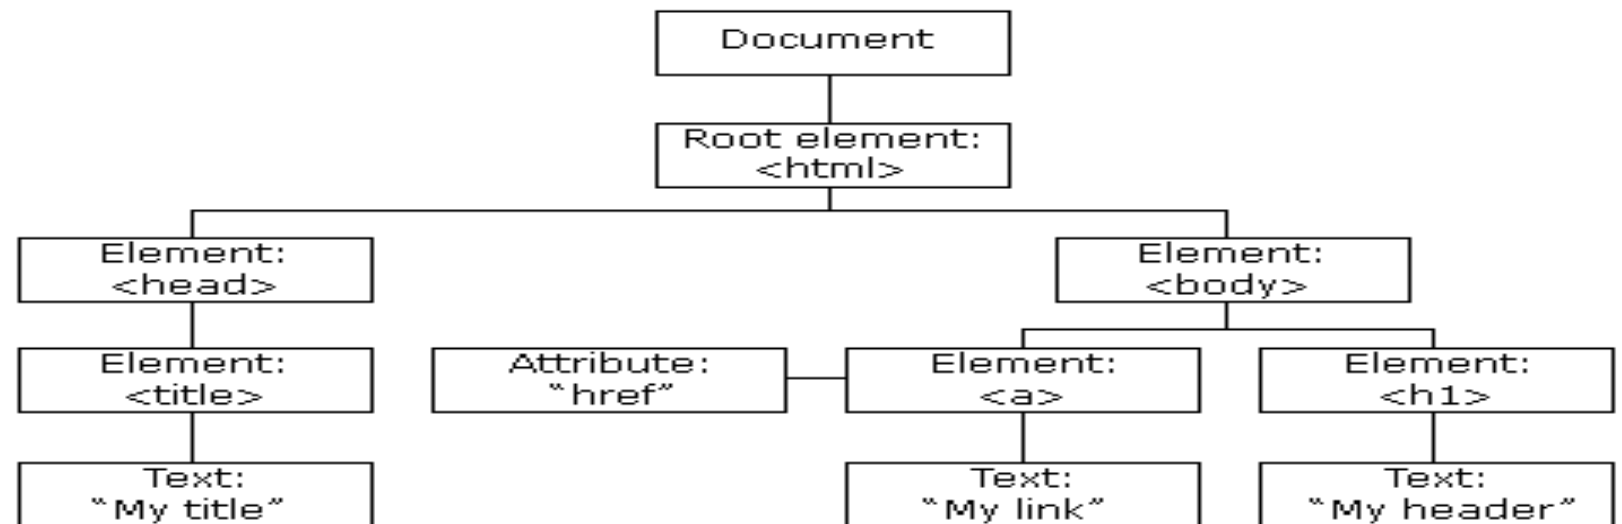 Document
Root element:
<html>
Element:
<head>
Element:
<body>
Element:
<title>
Attribute:
“href”
Element:
<a>
Element:
<h1>
Text:
“My title”
Text:
“My link”
Text:
“My header”